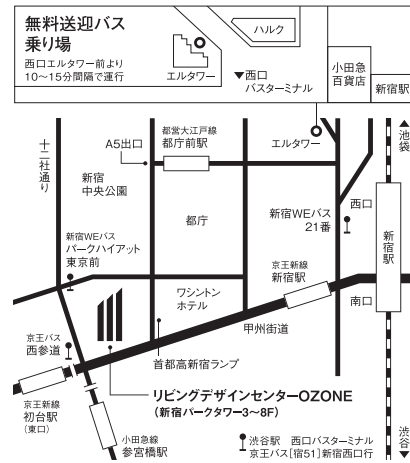 無料送迎バス
乗り場
西口エルタワー前より
10〜15分間隔で運行
ハルク
エルタワー
▼西口
バスターミナル
小田急
百貨店
新宿駅
十二社通り
A5出口
都営大江戸線
都庁前駅
エルタワー
▲池袋
新宿
中央公園
都庁
新宿WEバス
21番
西口
新宿駅
新宿WEバス
パークハイアット
東京前
京王新線
新宿駅
ワシントン
ホテル
南口
甲州街道
京王バス
西参道
首都高新宿ランプ
リビングデザインセンターOZONE
(新宿パークタワー3〜8F)
京王新線
初台駅
(東口)
小田急線
参宮橋駅
渋谷駅 西口バスターミナル
京王バス[宿51]新宿西口行
渋谷▼